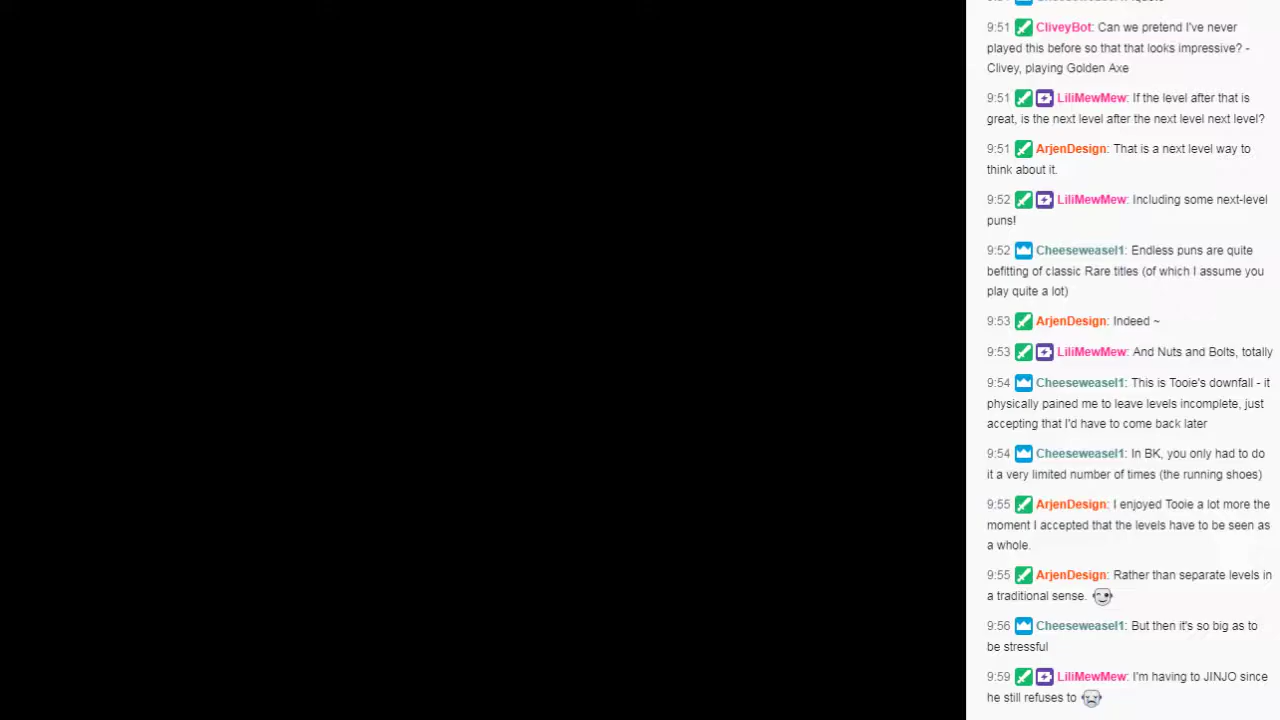 9:51 CliveyBot: Can we pretend I've never
played this before so that that looks impressive? -
Clivey, playing Golden Axe
9:51 LiliMewMew: If the level after that is
great, is the next level after the next level next level?
9:51 ArjenDesign: That is a next level way to
think about it.
9:52 LiliMewMew: Including some next-level
puns!
9:52 Cheeseweasel1: Endless puns are quite
befitting of classic Rare titles (of which I assume you
play quite a lot)
9:53 ArjenDesign: Indeed ~
9:53 LiliMewMew: And Nuts and Bolts, totally
9:54 Cheeseweasel1: This is Tooie's downfall - it
physically pained me to leave levels incomplete, just
accepting that I'd have to come back later
9:54 Cheeseweasel1: In BK, you only had to do
it a very limited number of times (the running shoes)
9:55 ArjenDesign: I enjoyed Tooie a lot more the
moment I accepted that the levels have to be seen as
a whole.
9:55 ArjenDesign: Rather than separate levels in
a traditional sense.
9:56 Cheeseweasel1: But then it's so big as to
be stressful
9:59 LiliMewMew: I'm having to JINJO since
he still refuses to